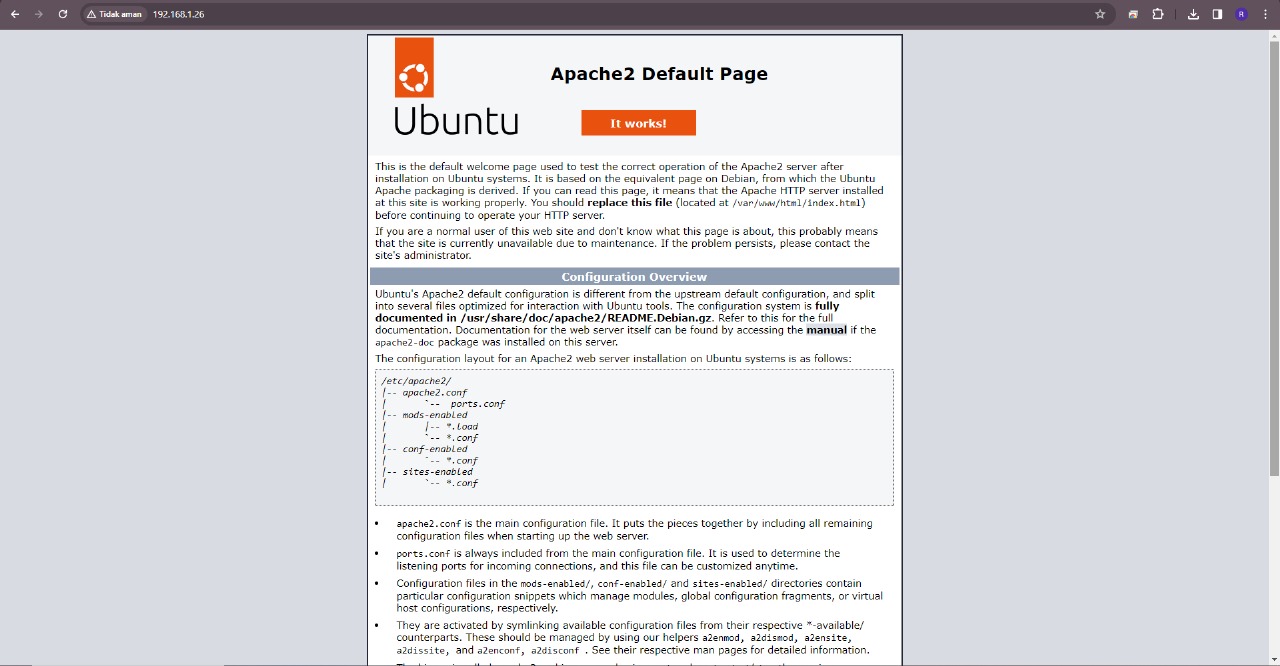 Tidak aman
192.168.1.26
R
Apache2 Default Page
Ubuntu
It works!
This is the default welcome page used to test the correct operation of the Apache2 server after
installation on Ubuntu systems. It is based on the equivalent page on Debian, from which the Ubuntu
Apache packaging is derived. If you can read this page, it means that the Apache HTTP server installed
at this site is working properly. You should replace this file (located at /var/www/html/index.html)
before continuing to operate your HTTP server.
If you are a normal user of this web site and don't know what this page is about, this probably means
that the site is currently unavailable due to maintenance. If the problem persists, please contact the
site's administrator.
Configuration Overview
Ubuntu's Apache2 default configuration is different from the upstream default configuration, and split
into several files optimized for interaction with Ubuntu tools. The configuration system is fully
documented in /usr/share/doc/apache2/README.Debian.gz. Refer to this for the full
documentation. Documentation for the web server itself can be found by accessing the manual if the
apache2-doc package was installed on this server.
The configuration layout for an Apache2 web server installation on Ubuntu systems is as follows:
/etc/apache2/
|-- apache2.conf
|       `--  ports.conf
|-- mods-enabled
|       |-- *.load
|       `-- *.conf
|-- conf-enabled
|       `-- *.conf
|-- sites-enabled
|       `-- *.conf
• apache2.conf is the main configuration file. It puts the pieces together by including all remaining
configuration files when starting up the web server.
• ports.conf is always included from the main configuration file. It is used to determine the
listening ports for incoming connections, and this file can be customized anytime.
• Configuration files in the mods-enabled/, conf-enabled/ and sites-enabled/ directories contain
particular configuration snippets which manage modules, global configuration fragments, or virtual
host configurations, respectively.
• They are activated by symlinking available configuration files from their respective *-available/
counterparts. These should be managed by using our helpers a2enmod, a2dismod, a2ensite,
a2dissite, and a2enconf, a2disconf . See their respective man pages for detailed information.